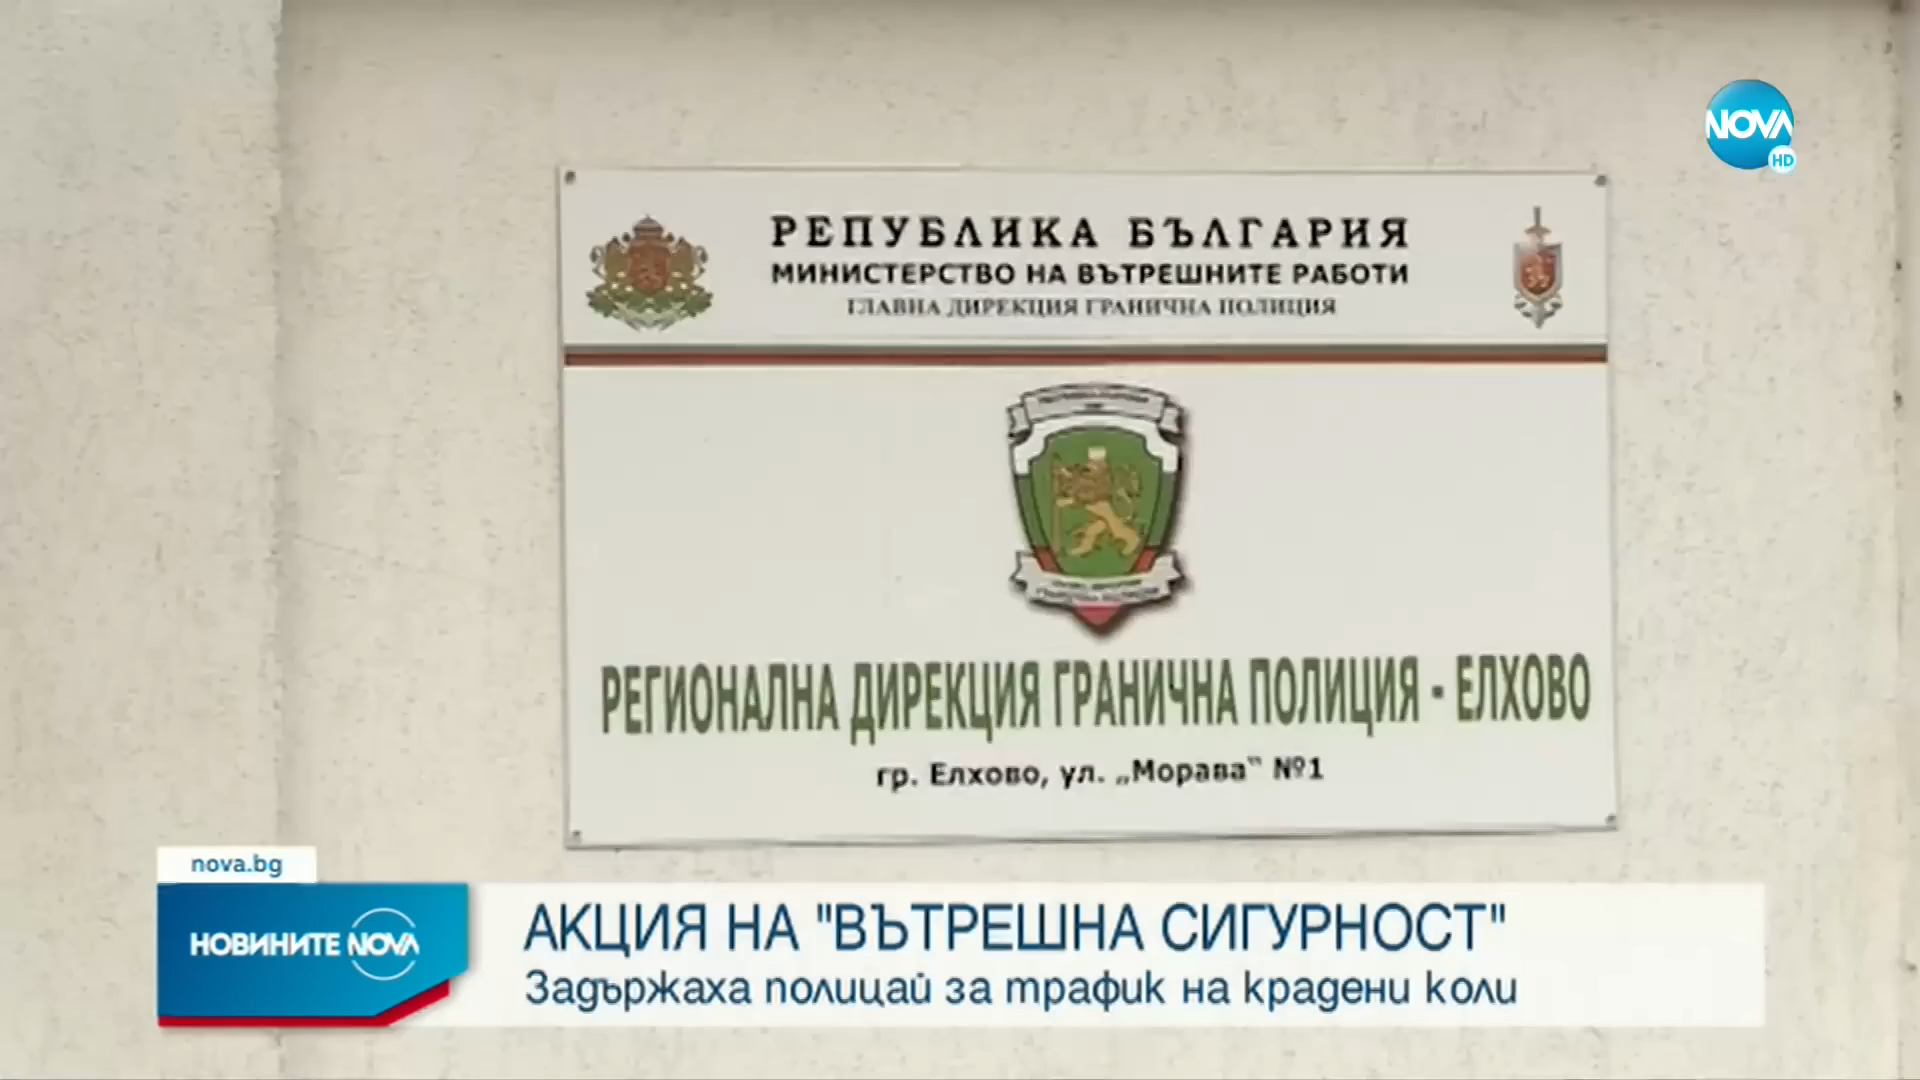 NOVA
HD
РЕПУБЛИКА БЪЛГАРИЯ
МИНИСТЕРСТВО НА ВЪТРЕШНИТЕ РАБОТИ
ГЛАВНА ДИРЕКЦИЯ ГРАНИЧНА ПОЛИЦИЯ
РЕГИОНАЛНА ДИРЕКЦИЯ ГРАНИЧНА ПОЛИЦИЯ - ЕЛХОВО
гр. Елхово, ул. „Морава“ №1
nova.bg
НОВИНИТЕ NOVA
АКЦИЯ НА "ВЪТРЕШНА СИГУРНОСТ"
Задържаха полицай за трафик на крадени коли